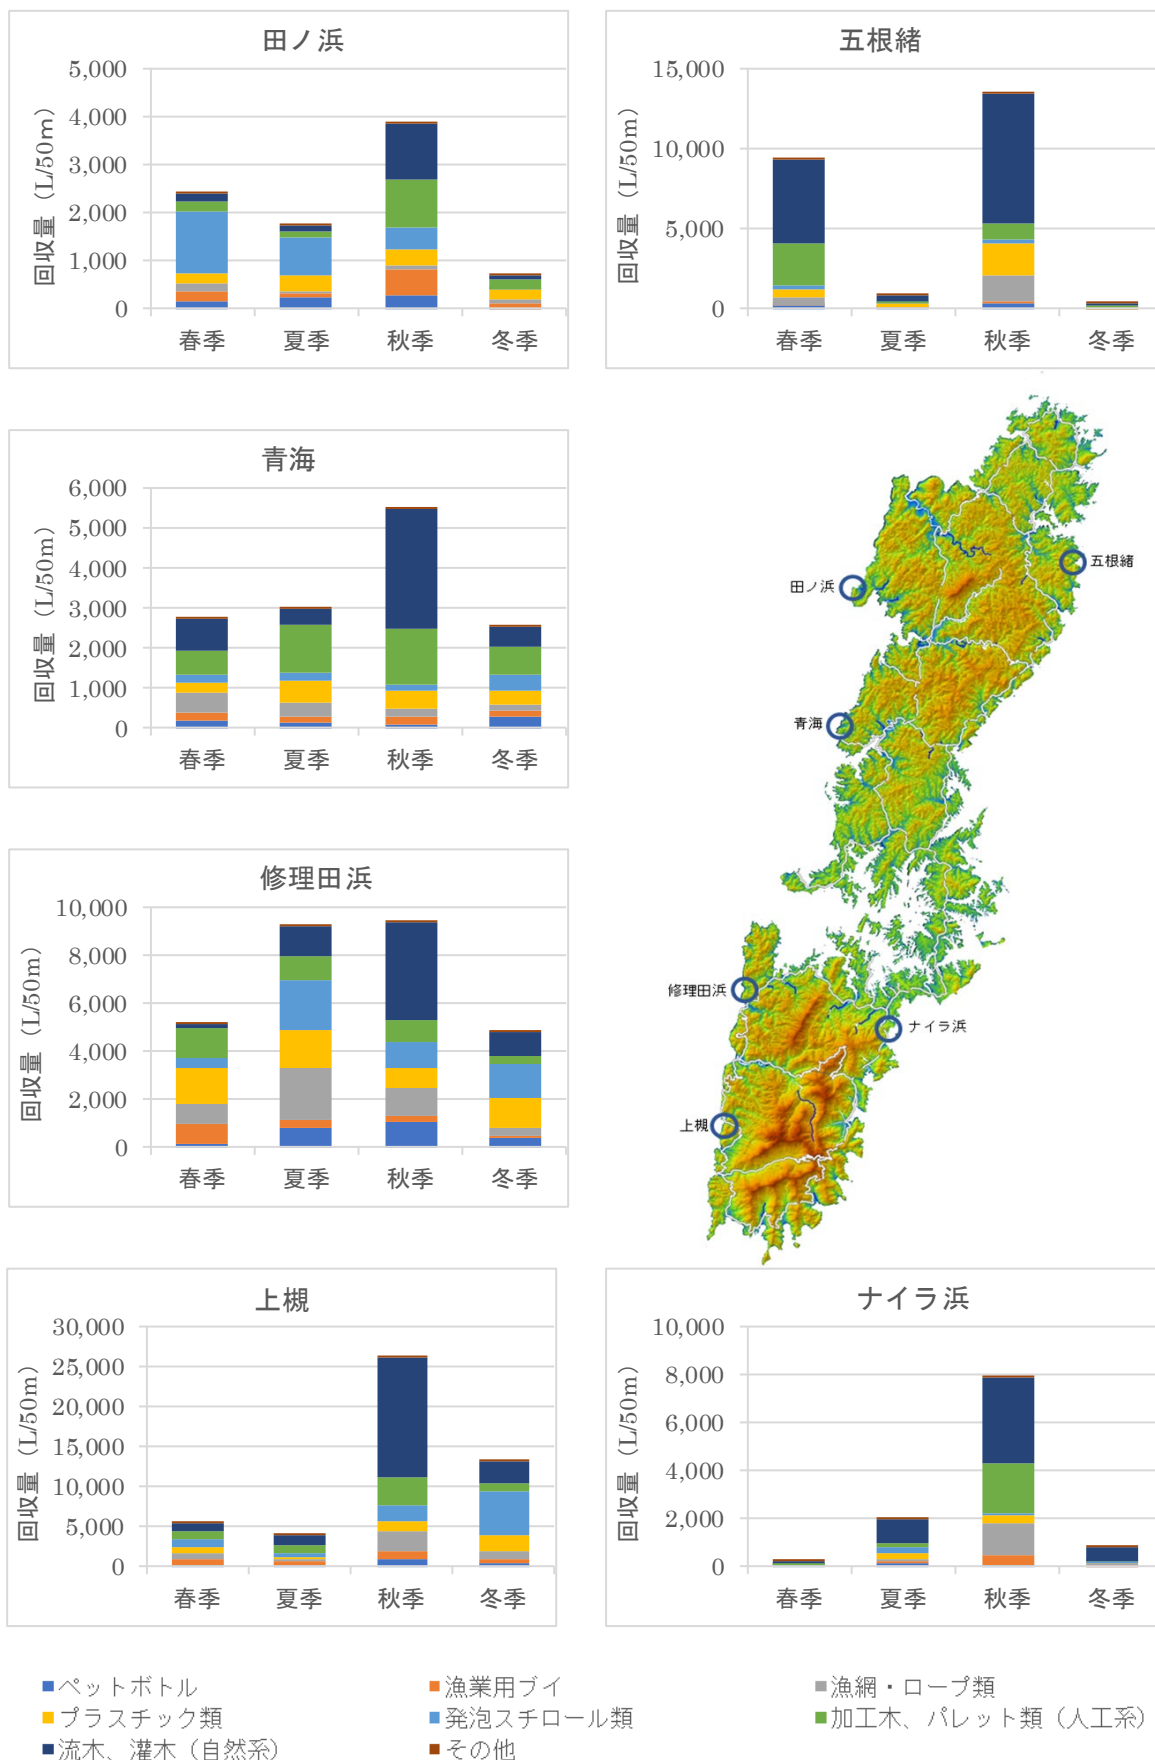 田ノ浜
回収量（L/50m）
5,000
4,000
3,000
2,000
1,000
0
春季 夏季 秋季 冬季
五根緒
回収量（L/50m）
15,000
10,000
5,000
0
春季 夏季 秋季 冬季
青海
回収量（L/50m）
6,000
5,000
4,000
3,000
2,000
1,000
0
春季 夏季 秋季 冬季
五根緒
田ノ浜
青海
修理田浜
ナイラ浜
上槻
修理田浜
回収量（L/50m）
10,000
8,000
6,000
4,000
2,000
0
春季 夏季 秋季 冬季
上槻
回収量（L/50m）
30,000
25,000
20,000
15,000
10,000
5,000
0
春季 夏季 秋季 冬季
ナイラ浜
回収量（L/50m）
10,000
8,000
6,000
4,000
2,000
0
春季 夏季 秋季 冬季
ペットボトル 漁業用ブイ 漁網・ロープ類
プラスチック類 発泡スチロール類 加工木、パレット類（人工系）
流木、灌木（自然系） その他